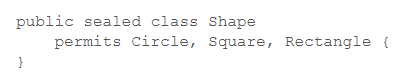 public sealed class Shape
    permits Circle, Square, Rectangle {
}